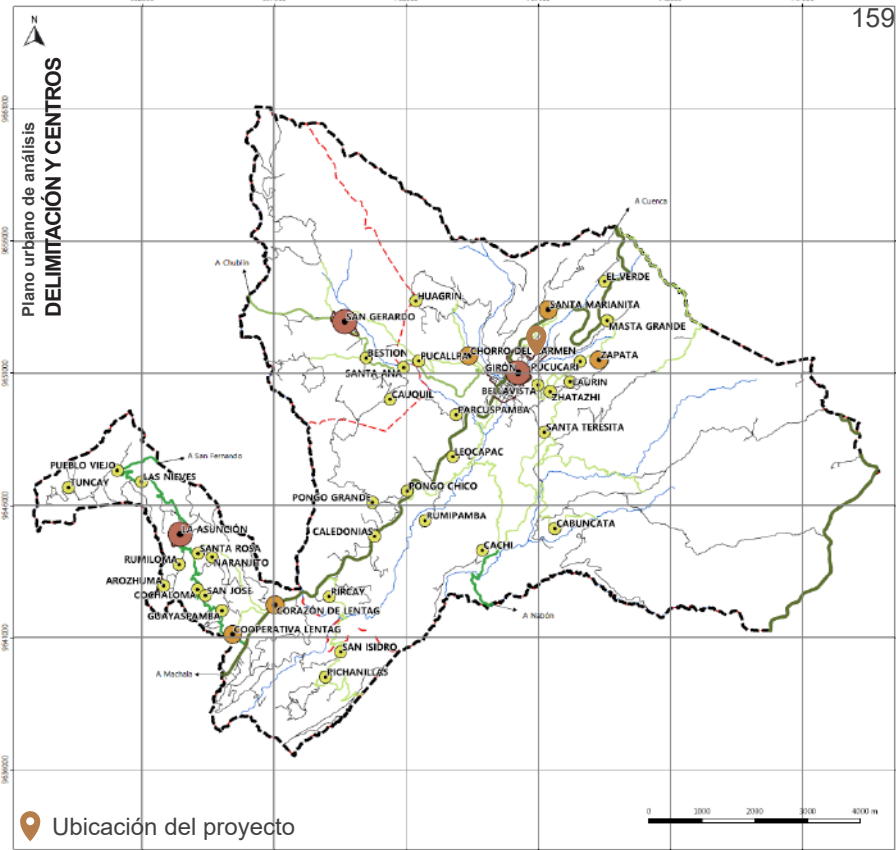 159
N
Plano urbano de análisis
DELIMITACIÓN Y CENTROS
A Cuenca
A Chublín
EL VERDE
HUAGRIN
SANTA MARIANITA
SAN GERARDO
MASTA GRANDE
BESTION
PUCALLPA
CHORRO DEL CARMEN
ZAPATA
SANTA ANA
GIRÓN
PUCUCARI
LAURIN
BELLAVISTA
ZHATAZHI
CAUQUIL
PARCUSPAMBA
SANTA TERESITA
LEOCAPAC
A San Fernando
PUEBLO VIEJO
LAS NIEVES
TUNCAY
PONGO CHICO
PONGO GRANDE
RUMIPAMBA
CABUNCATA
LA ASUNCIÓN
CALEDONIAS
CACHI
SANTA ROSA
RUMILOMA
NARANJITO
AROZHUMA
COCHALOMA
SAN JOSE
RIRCAY
GUAYASPAMBA
CORAZÓN DE LENTAG
A Nabón
COOPERATIVA LENTAG
SAN ISIDRO
A Machala
PICHANILLAS
0 1000 2000 3000 4000 m
Ubicación del proyecto